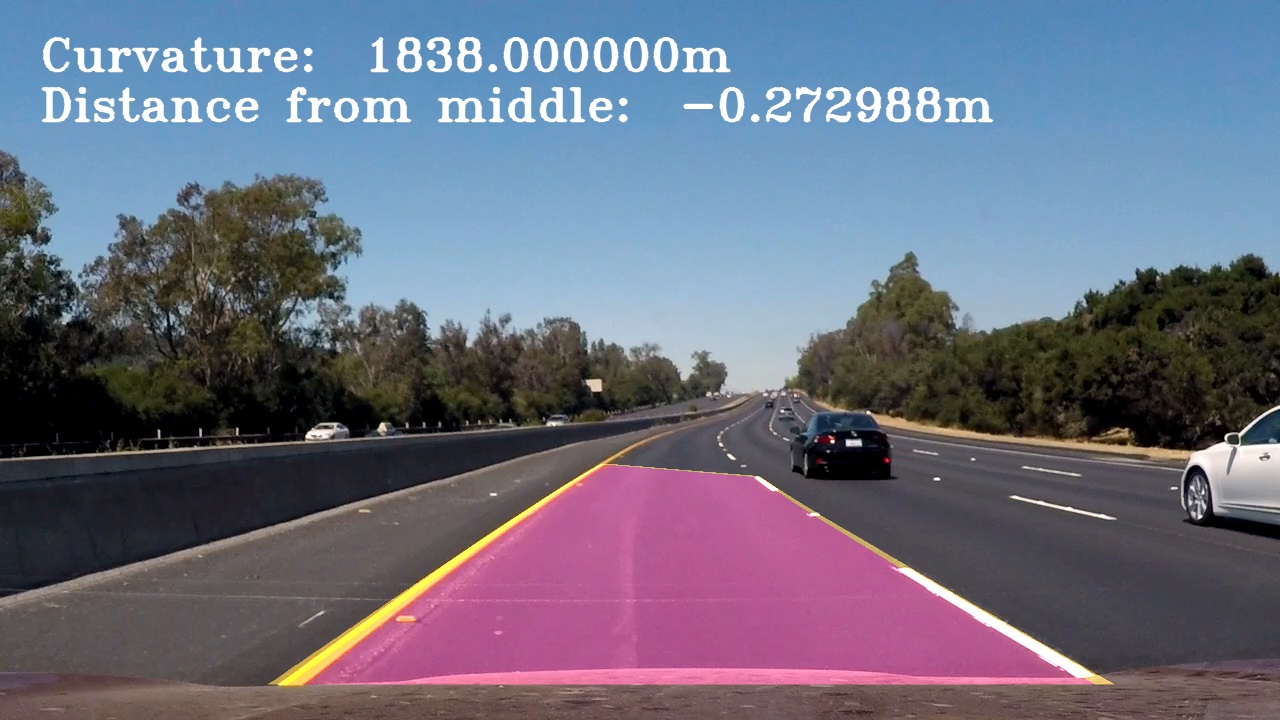 Curvature: 1838.000000m
Distance from middle: −0.272988m